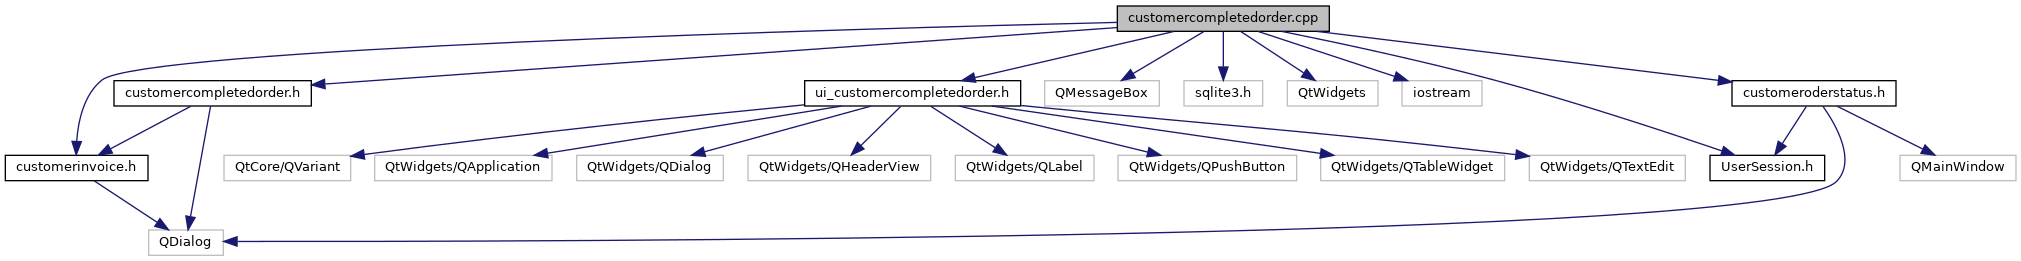 customercompletedorder.cpp
customercompletedorder.h
ui_customercompletedorder.h
QMessageBox
sqlite3.h
QtWidgets
iostream
customeroderstatus.h
customerinvoice.h
QtCore/QVariant
QtWidgets/QApplication
QtWidgets/QDialog
QtWidgets/QHeaderView
QtWidgets/QLabel
QtWidgets/QPushButton
QtWidgets/QTableWidget
QtWidgets/QTextEdit
UserSession.h
QMainWindow
QDialog